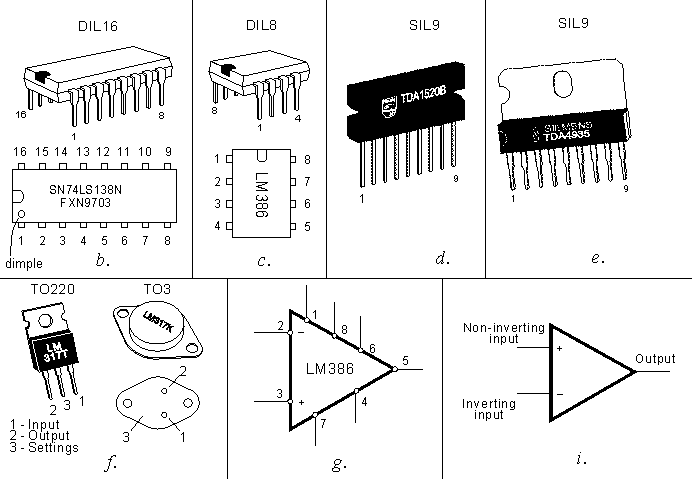 DIL16
16
8
1
16 15 14 13 12 11 10 9
SN74LS138N
FXN9703
1 2 3 4 5 6 7 8
dimple
b.
DIL8
8
4
1
1 8
2 7
3 6
4 5
LM386
c.
SIL9
TDA1520B
1
9
d.
SIL9
SIEMENS
TDA4935
1
9
e.
TO220
LM
317T
2 3 1
1 - Input
2 - Output
3 - Settings
TO3
LM317K
2
3 1
f.
1
8
2
6
-
LM386
5
3
+
4
7
g.
Non-inverting
input
+
Output
-
Inverting
input
i.